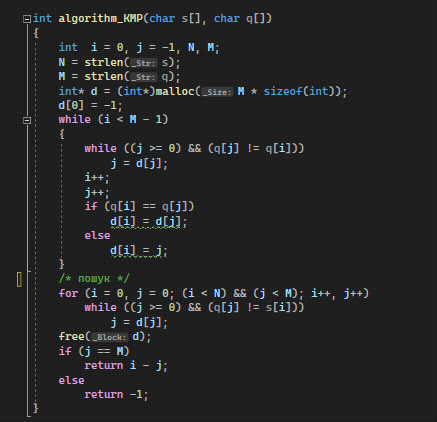 int algorithm_KMP(char s[], char q[])
{
int i = 0, j = -1, N, M;
N = strlen(_Str: s);
M = strlen(_Str: q);
int* d = (int*)malloc(_Size: M * sizeof(int));
d[0] = -1;
while (i < M - 1)
{
while ((j >= 0) && (q[j] != q[i]))
j = d[j];
i++;
j++;
if (q[i] == q[j])
d[i] = d[j];
else
d[i] = j;
}
/* пошук */
for (i = 0, j = 0; (i < N) && (j < M); i++, j++)
while ((j >= 0) && (q[j] != s[i]))
j = d[j];
free(_Block: d);
if (j == M)
return i - j;
else
return -1;
}